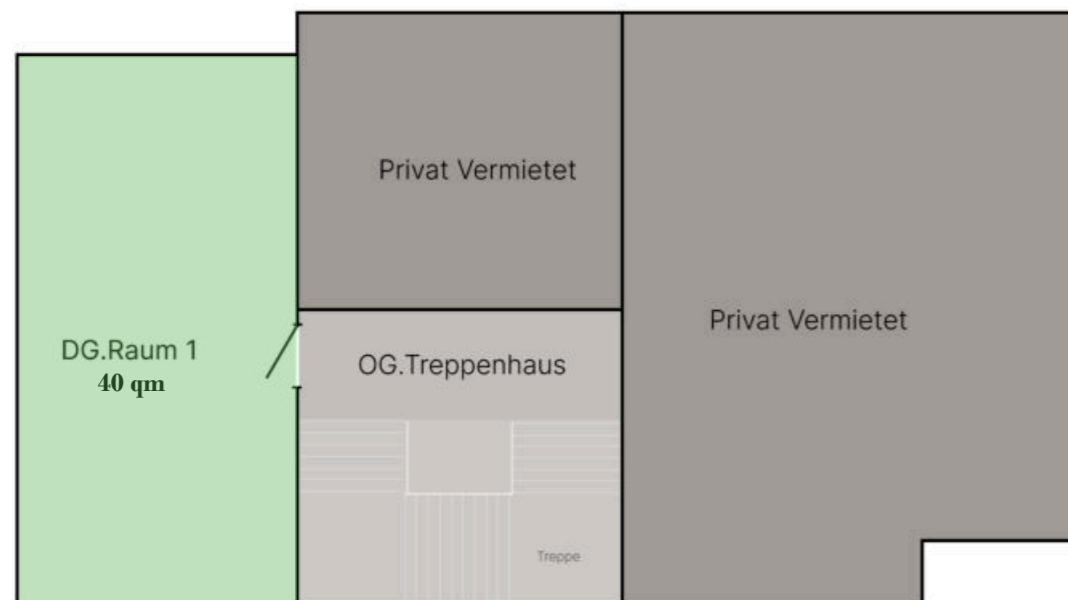 Privat Vermietet
Privat Vermietet
DG.Raum 1
40 qm
OG.Treppenhaus
Treppe